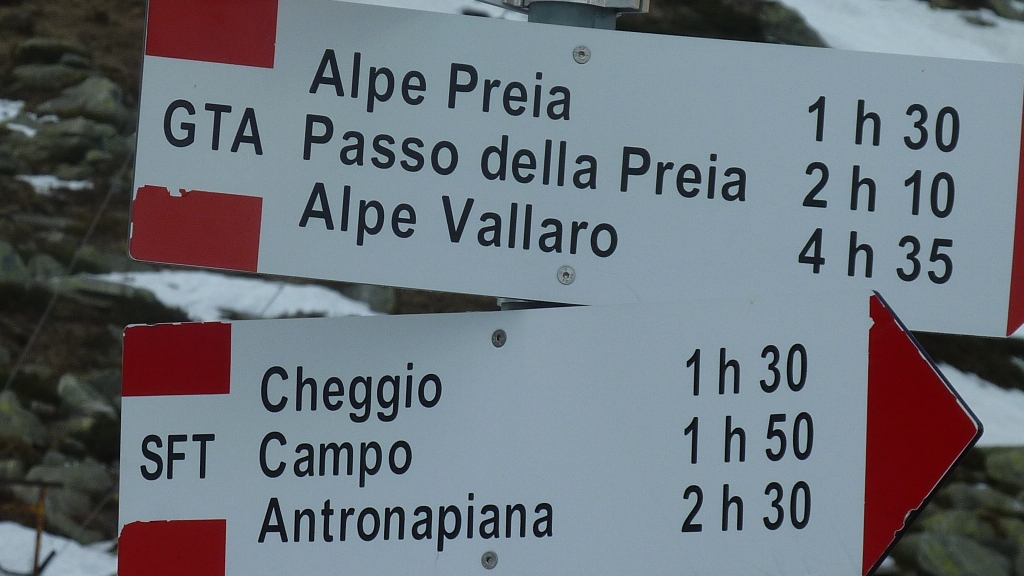 Alpe Preia 1 h 30
GTA Passo della Preia 2 h 10
Alpe Vallaro 4 h 35
Cheggio 1 h 30
SFT Campo 1 h 50
Antronapiana 2 h 30